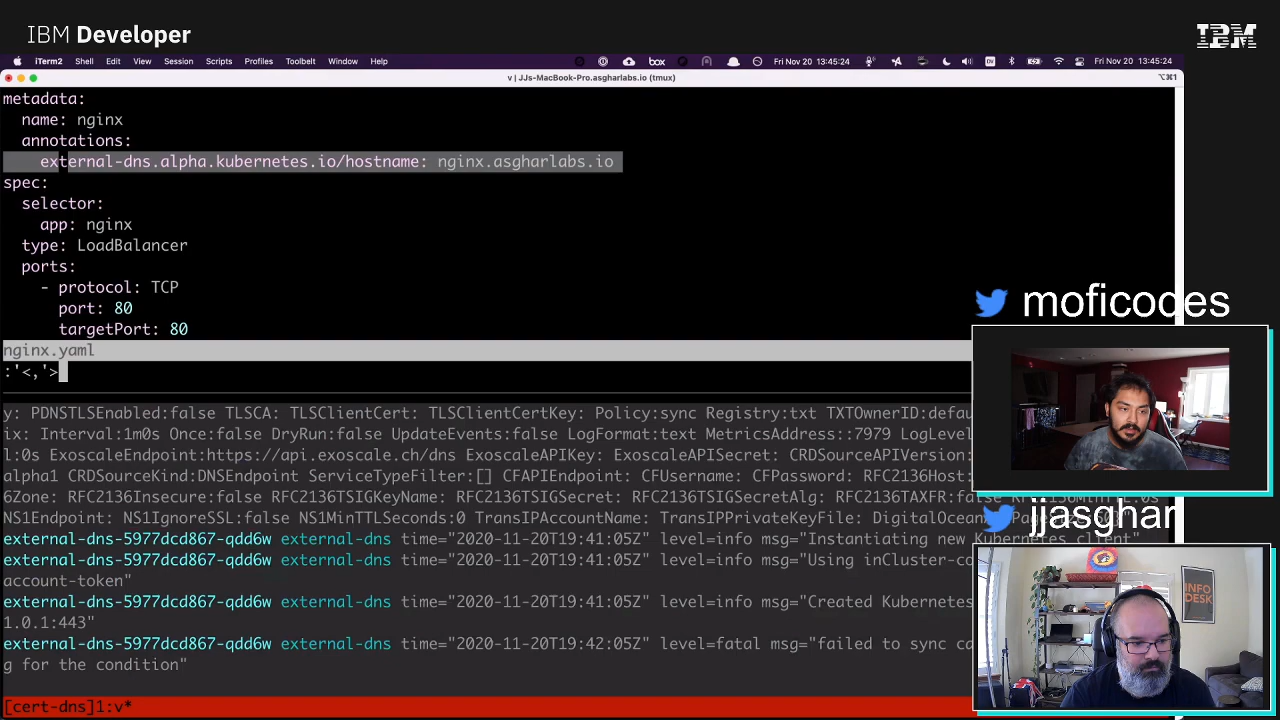 IBM Developer
IBM
iTerm2 Shell Edit View Session Scripts Profiles Toolbelt Window Help box Fri Nov 20 13:45:24 Fri Nov 20 13:45:24
v | JJs-MacBook-Pro.asgharlabs.io (tmux) ⌥⌘1
metadata:
name: nginx
annotations:
external-dns.alpha.kubernetes.io/hostname: nginx.asgharlabs.io
spec:
selector:
app: nginx
type: LoadBalancer
ports:
- protocol: TCP
port: 80
targetPort: 80
nginx.yaml
:'<,'>
moficodes
y: PDNSTLSEnabled:false TLSCA: TLSClientCert: TLSClientCertKey: Policy:sync Registry:txt TXTOwnerID:defau
ix: Interval:1m0s Once:false DryRun:false UpdateEvents:false LogFormat:text MetricsAddress::7979 LogLevel
l:0s ExoscaleEndpoint:https://api.exoscale.ch/dns ExoscaleAPIKey: ExoscaleAPISecret: CRDSourceAPIVersion:
alpha1 CRDSourceKind:DNSEndpoint ServiceTypeFilter:[] CFAPIEndpoint: CFUsername: CFPassword: RFC2136Host:
6Zone: RFC2136Insecure:false RFC2136TSIGKeyName: RFC2136TSIGSecret: RFC2136TSIGSecretAlg: RFC2136TAXFR:false
NS1Endpoint: NS1IgnoreSSL:false NS1MinTTLSeconds:0 TransIPAccountName: TransIPPrivateKeyFile:
jjasghar
external-dns-5977dcd867-qdd6w external-dns time="2020-11-20T19:41:05Z" level=info msg="Instantiating new Kubernetes client"
external-dns-5977dcd867-qdd6w external-dns time="2020-11-20T19:41:05Z" level=info msg="Using inCluster-co
account-token"
external-dns-5977dcd867-qdd6w external-dns time="2020-11-20T19:41:05Z" level=info msg="Created Kubernetes
1.0.1:443"
external-dns-5977dcd867-qdd6w external-dns time="2020-11-20T19:42:05Z" level=fatal msg="failed to sync ca
g for the condition"
INFO
DESK
[cert-dns]1:v*